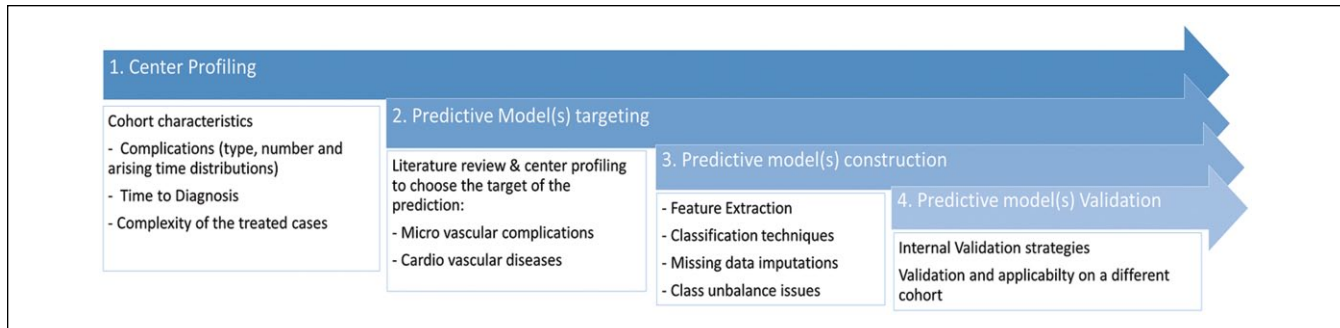 1. Center Profiling
Cohort characteristics
- Complications (type, number and
arising time distributions)
- Time to Diagnosis
- Complexity of the treated cases
2. Predictive Model(s) targeting
Literature review & center profiling
to choose the target of the
prediction:
- Micro vascular complications
- Cardio vascular diseases
3. Predictive model(s) construction
- Feature Extraction
- Classification techniques
- Missing data imputations
- Class unbalance issues
4. Predictive model(s) Validation
Internal Validation strategies
Validation and applicabilty on a different
cohort